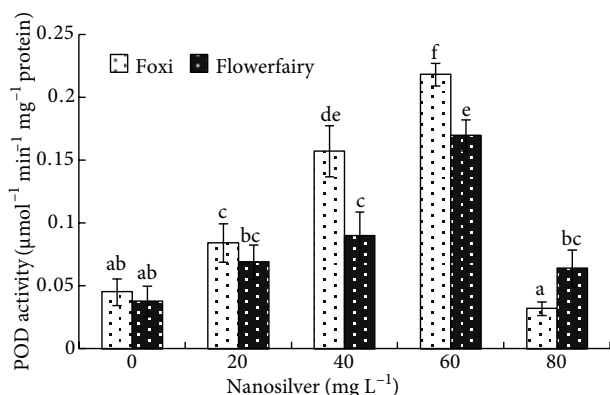 0.25
Foxi Flowerfairy
f
0.2
de
e
0.15
c
c
0.1
bc
bc
ab ab
0.05
a
0
0 20 40 60 80
Nanosilver (mg L⁻¹)
POD activity (µmol⁻¹ min⁻¹ mg⁻¹ protein)